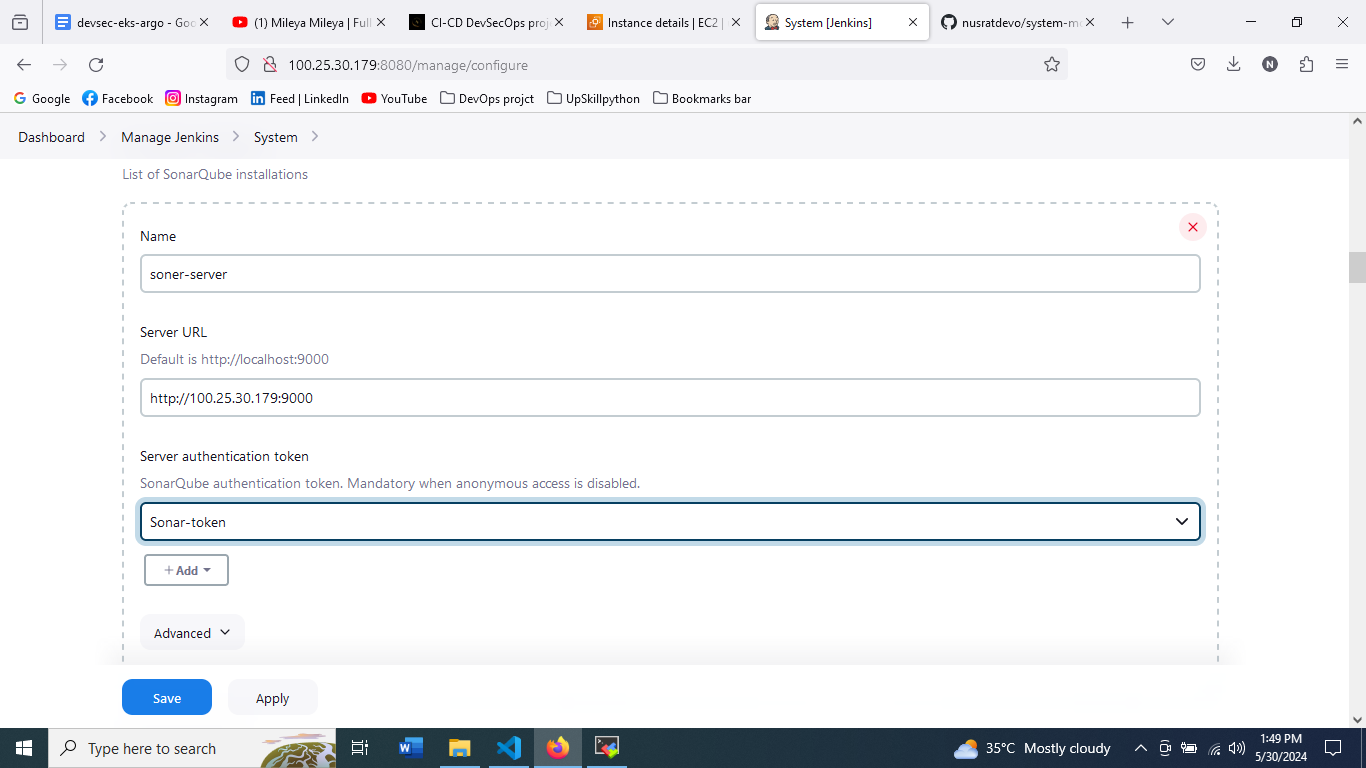 devsec-eks-argo - Goo
(1) Mileya Mileya | Full
CI-CD DevSecOps proj
Instance details | EC2 |
System [Jenkins]
nusratdevo/system-mo
100.25.30.179:8080/manage/configure
N
Google
Facebook
Instagram
Feed | LinkedIn
YouTube
DevOps projct
UpSkillpython
Bookmarks bar
Dashboard
Manage Jenkins
System
List of SonarQube installations
Name
soner-server
Server URL
Default is http://localhost:9000
http://100.25.30.179:9000
Server authentication token
SonarQube authentication token. Mandatory when anonymous access is disabled.
Sonar-token
+ Add
Advanced
Save
Apply
Type here to search
35°C Mostly cloudy
1:49 PM
5/30/2024